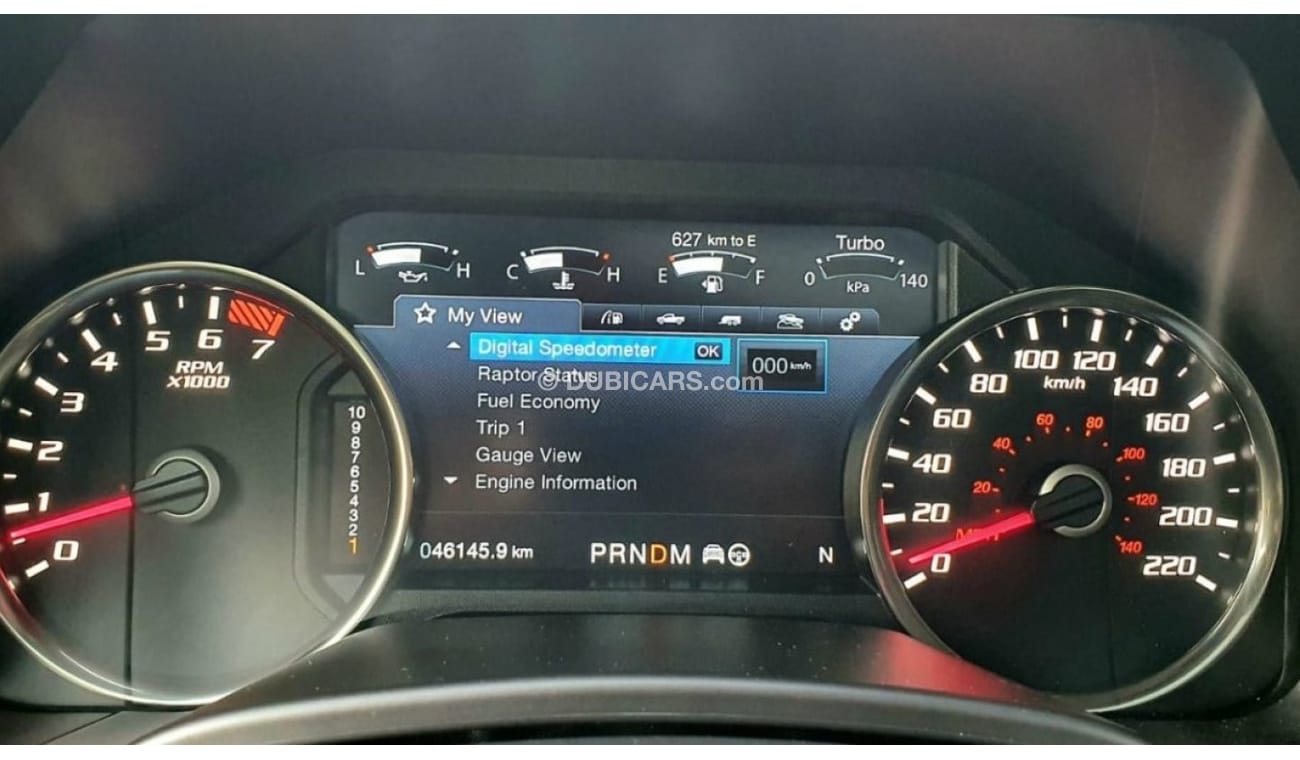 627 km to E
Turbo
L H
C H
E F
0 140
kPa
My View
Digital Speedometer OK
000 km/h
Raptor Status
© DUBICARS.com
Fuel Economy
Trip 1
Gauge View
Engine Information
046145.9 km
PRNDM
N
RPM
X1000
0 1 2 3 4 5 6 7
10
9
8
7
6
5
4
3
2
1
km/h
0 20 40 60 80 100 120 140 160 180 200 220
20 40 60 80 100 120 140
MPH